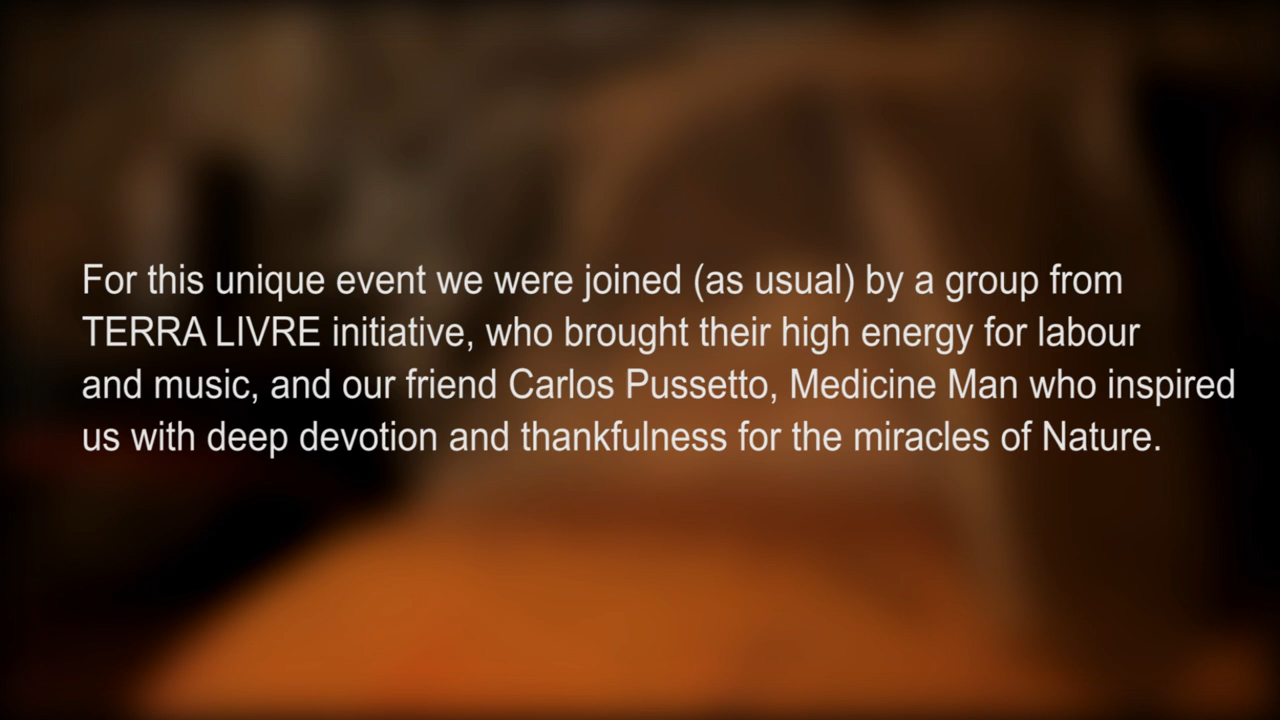 For this unique event we were joined (as usual) by a group from
TERRA LIVRE initiative, who brought their high energy for labour
and music, and our friend Carlos Pussetto, Medicine Man who inspired
us with deep devotion and thankfulness for the miracles of Nature.